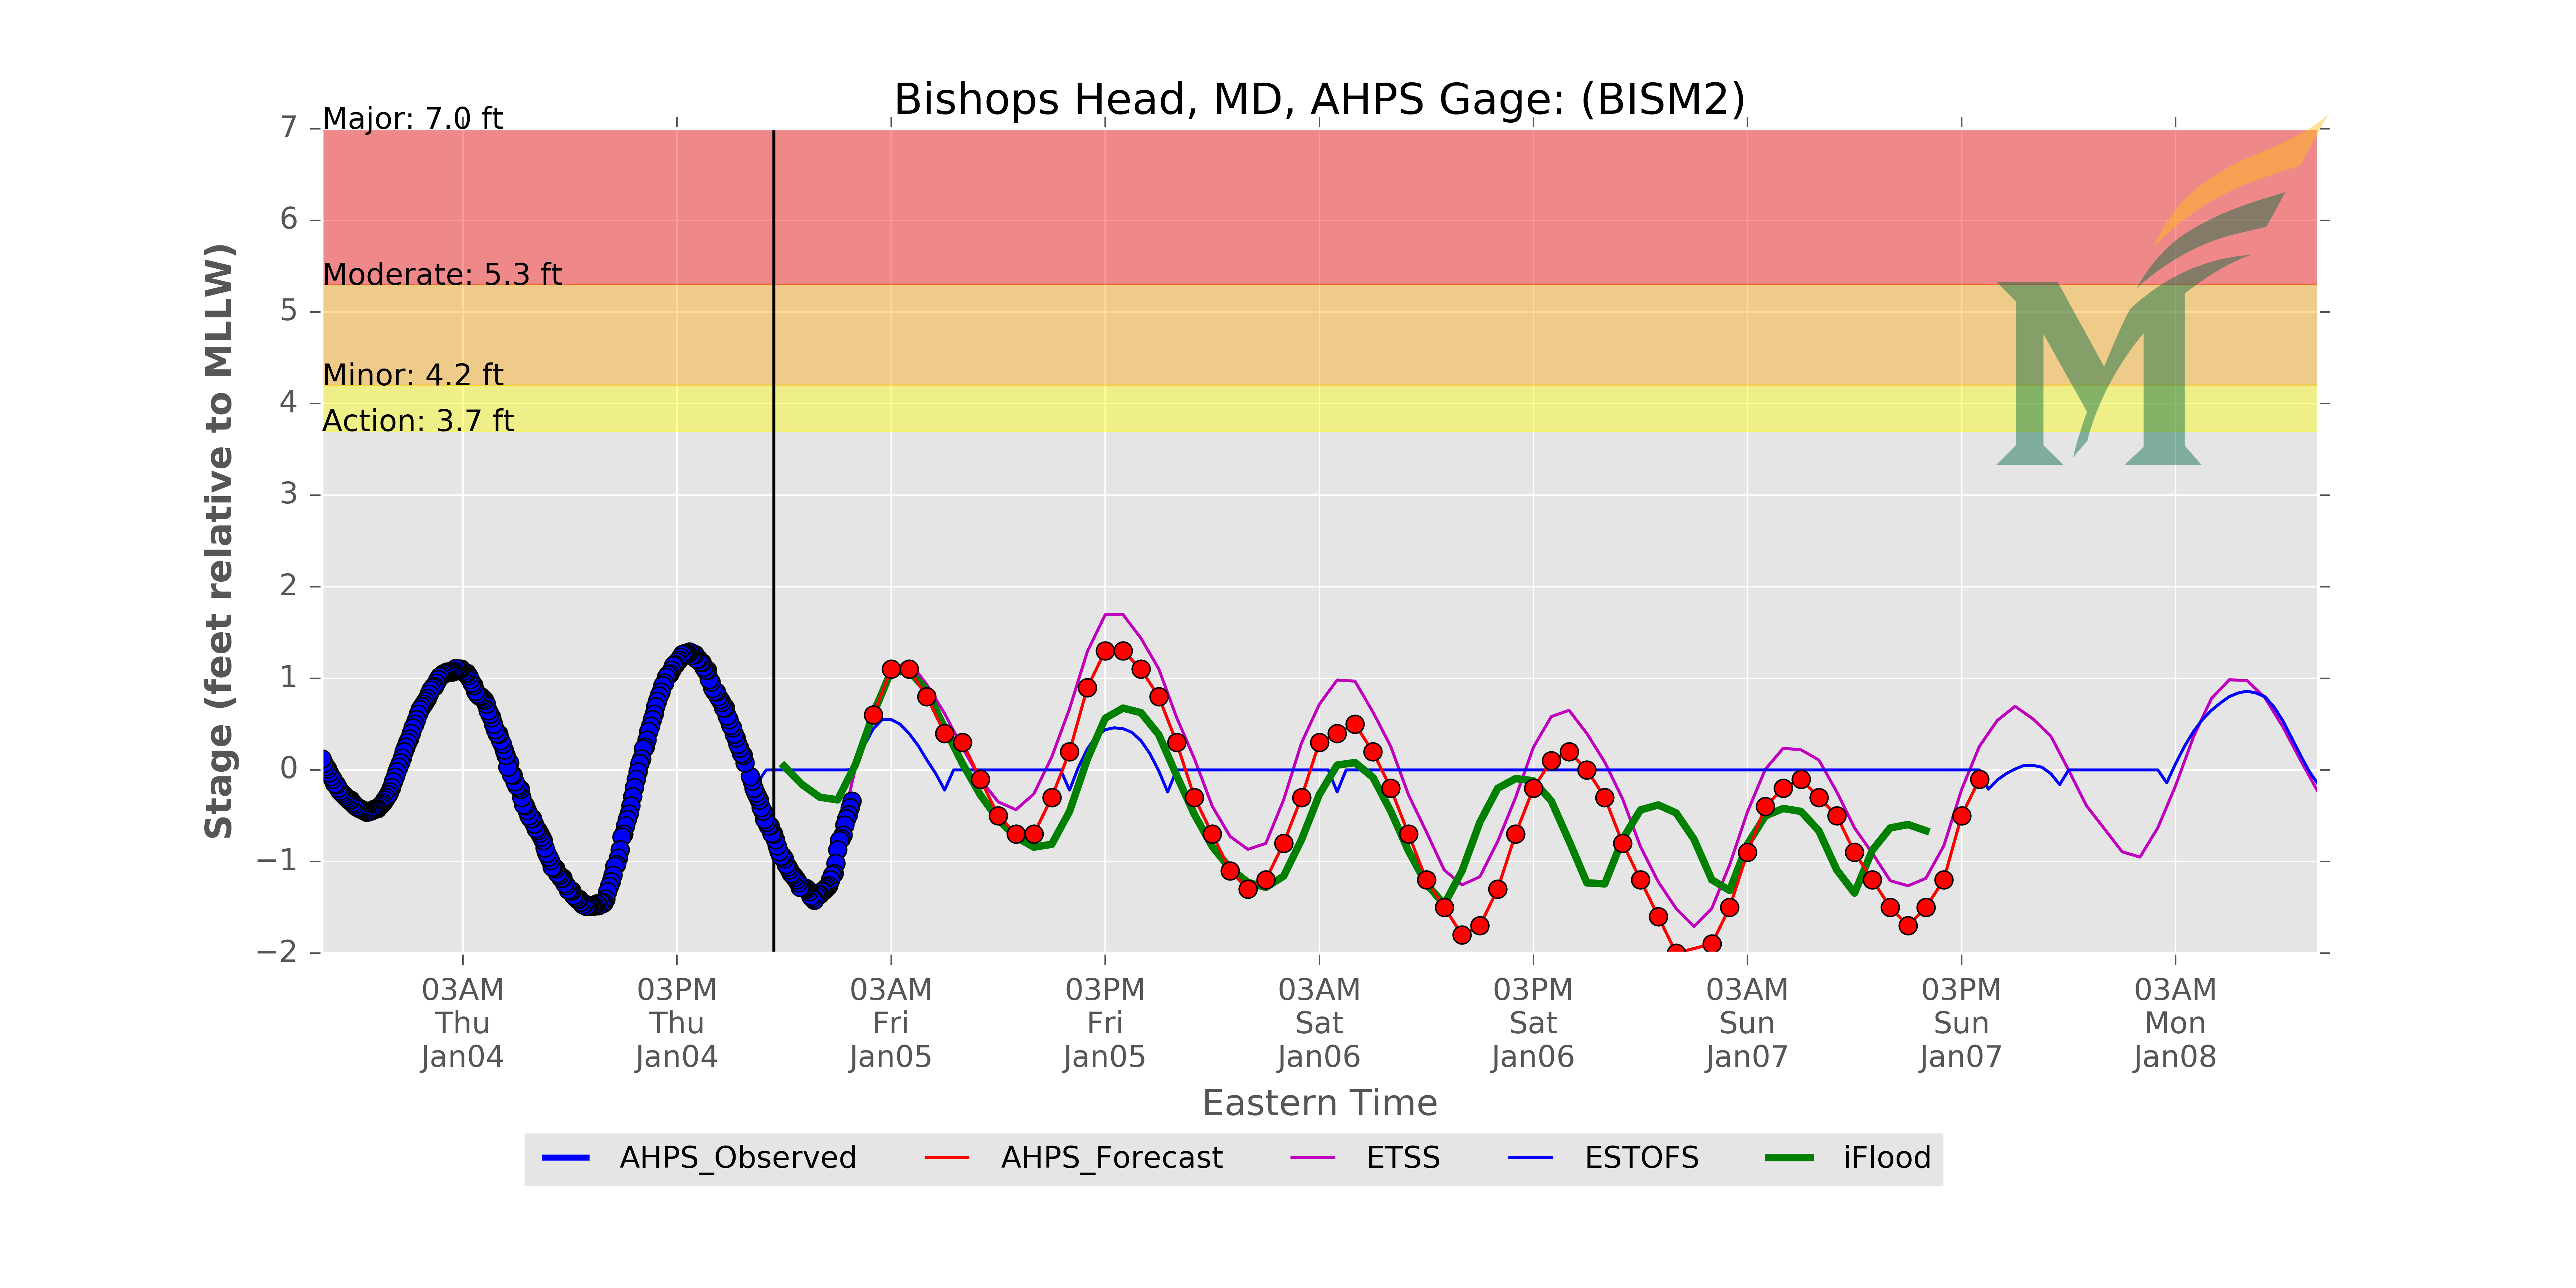 Bishops Head, MD, AHPS Gage: (BISM2)
Major: 7.0 ft
Moderate: 5.3 ft
Minor: 4.2 ft
Action: 3.7 ft
7
6
5
4
3
2
1
0
−1
−2
Stage (feet relative to MLLW)
M
03AM Thu Jan04
03PM Thu Jan04
03AM Fri Jan05
03PM Fri Jan05
03AM Sat Jan06
03PM Sat Jan06
03AM Sun Jan07
03PM Sun Jan07
03AM Mon Jan08
Eastern Time
AHPS_Observed AHPS_Forecast ETSS ESTOFS iFlood